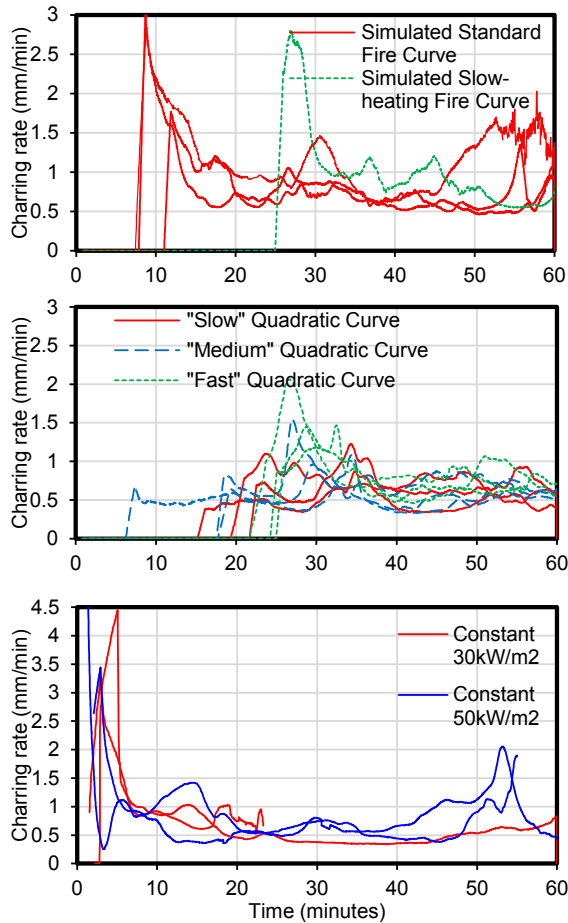 3
2.5
2
1.5
1
0.5
0
Charring rate (mm/min)
Simulated Standard
Fire Curve
Simulated Slow-
heating Fire Curve
0 10 20 30 40 50 60
3
2.5
2
1.5
1
0.5
0
Charring rate (mm/min)
"Slow" Quadratic Curve
"Medium" Quadratic Curve
"Fast" Quadratic Curve
0 10 20 30 40 50 60
4.5
4
3.5
3
2.5
2
1.5
1
0.5
0
Charring rate (mm/min)
Constant
30kW/m2
Constant
50kW/m2
0 10 20 30 40 50 60
Time (minutes)